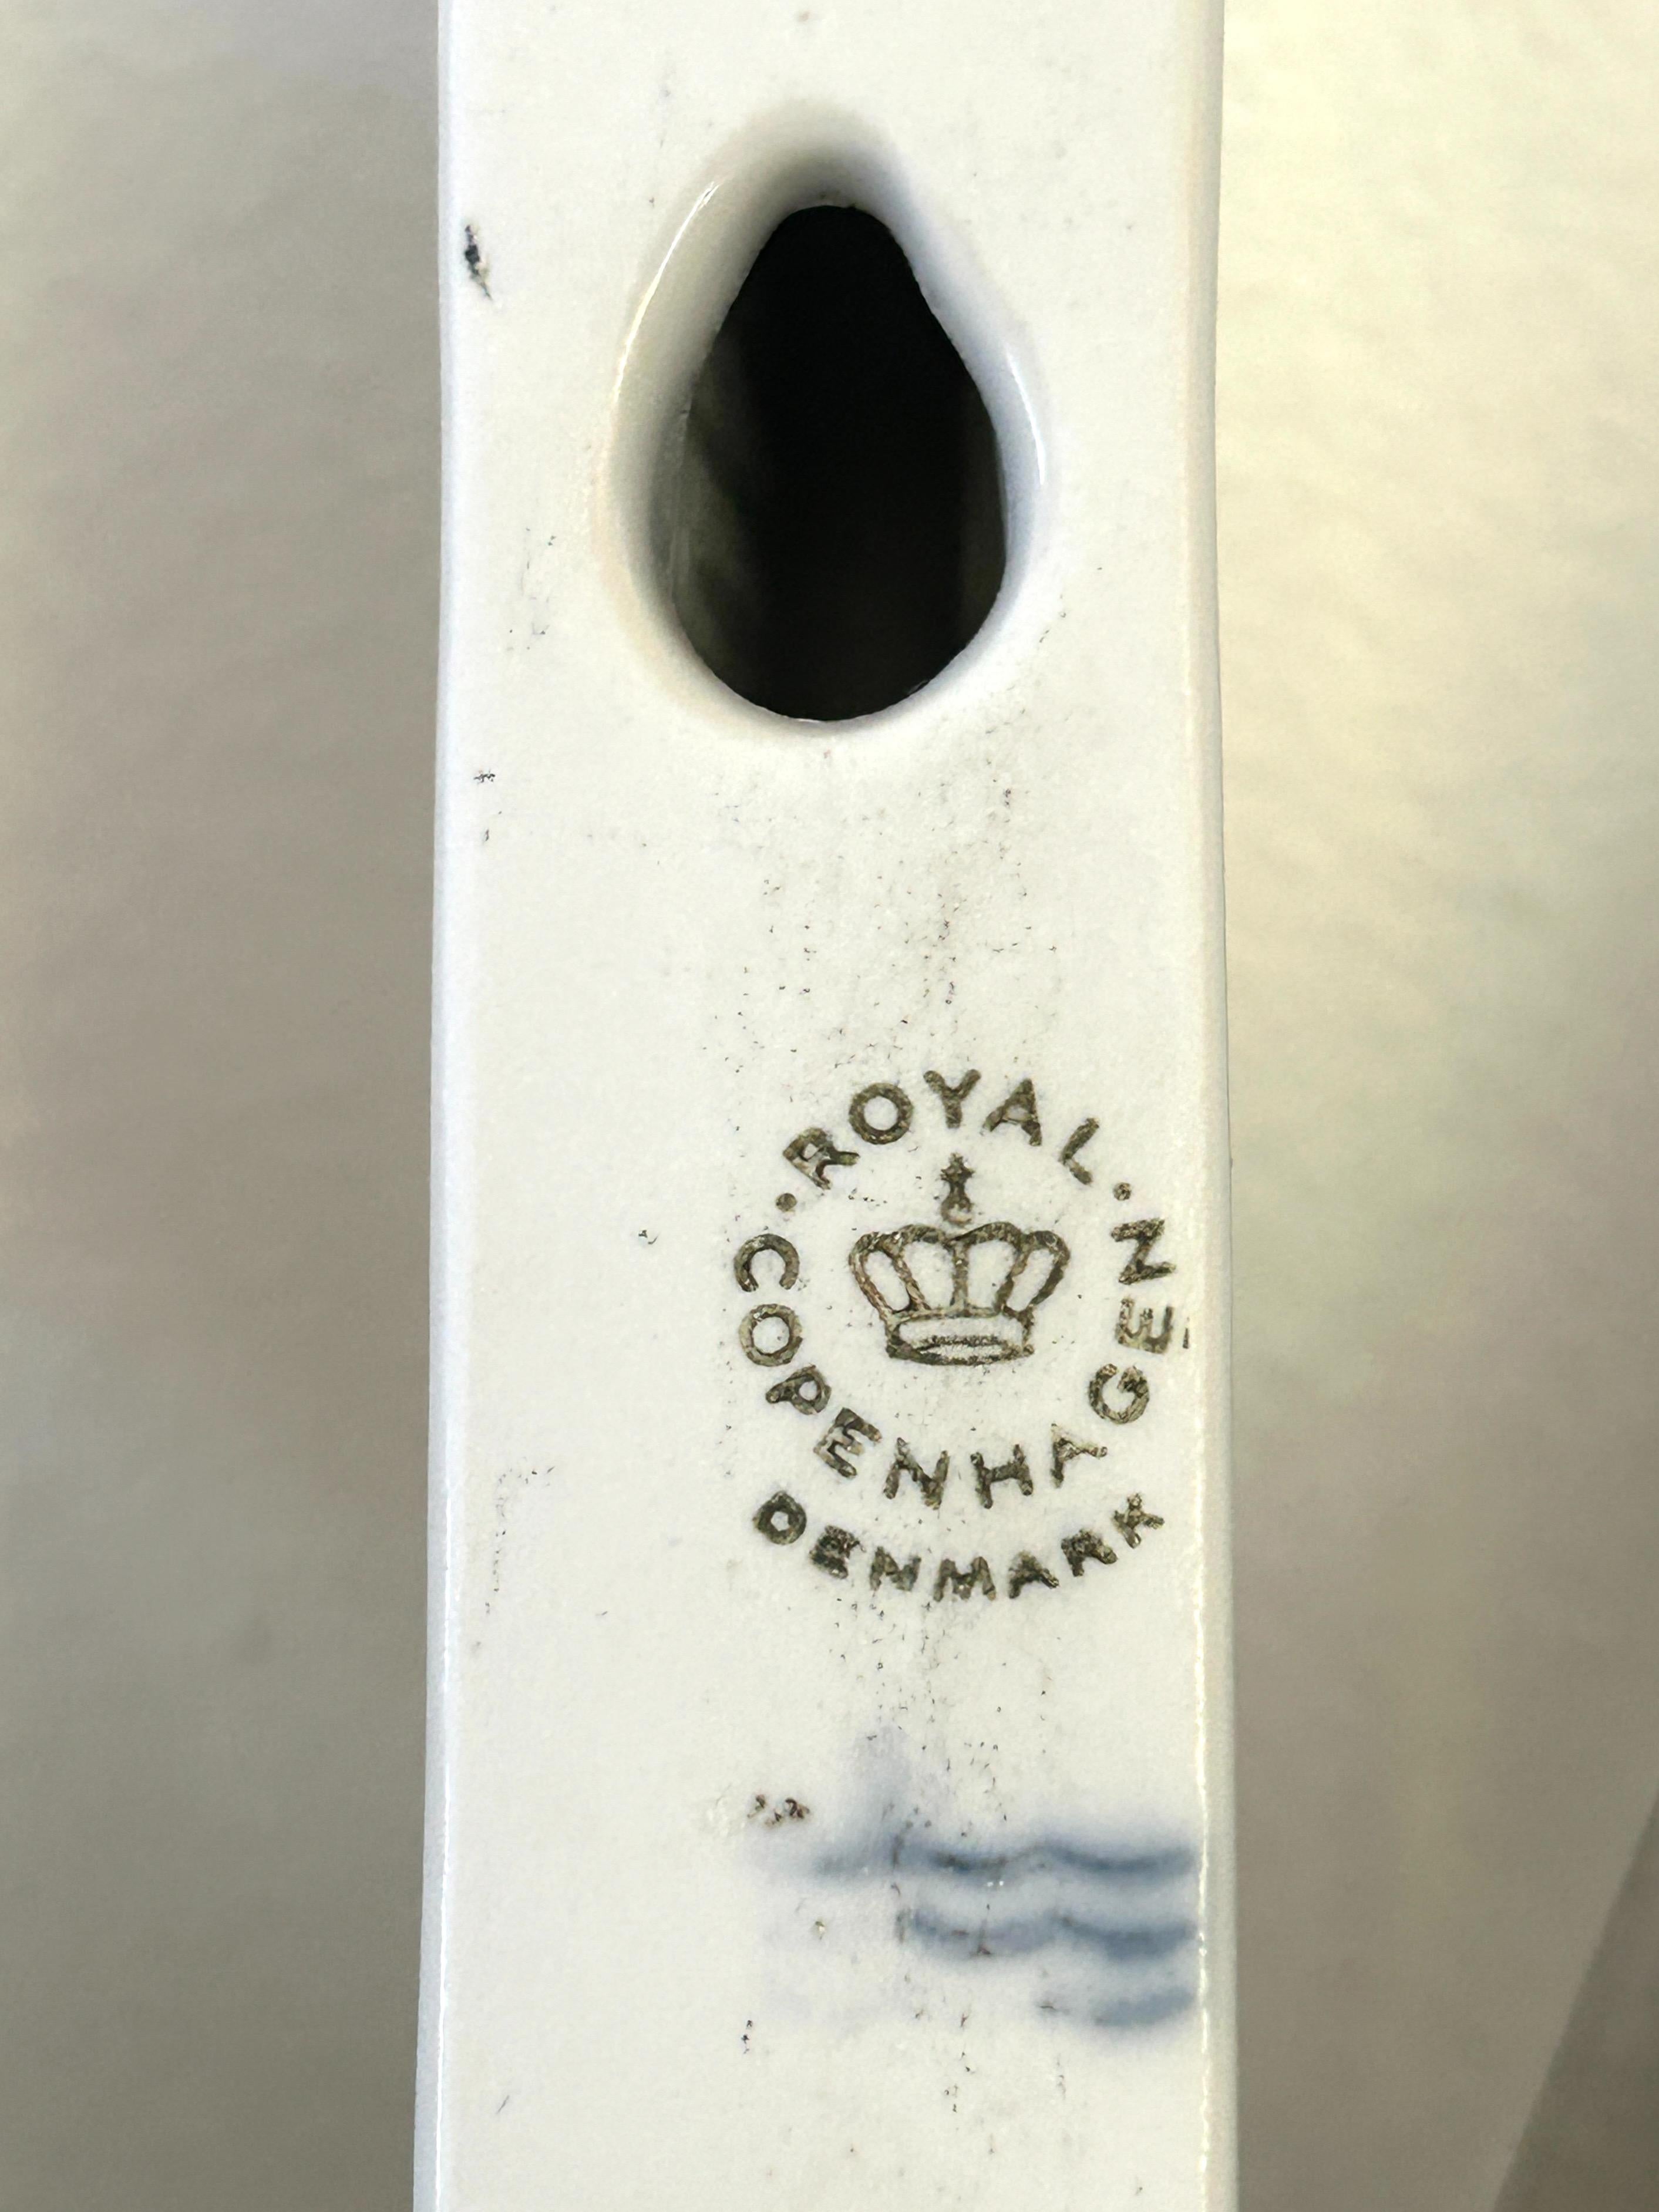 · ROYAL ·
COPENHAGEN
DENMARK